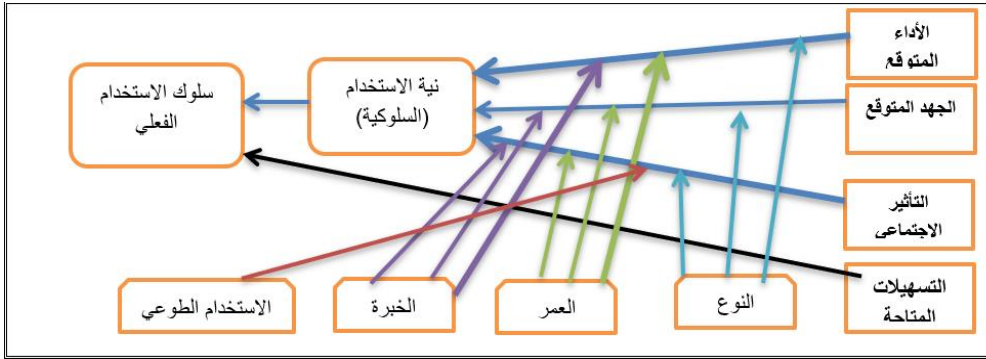 الأداء
المتوقع
الجهد المتوقع
التأثير
الاجتماعى
التسهيلات
المتاحة
نية الاستخدام
(السلوكية)
سلوك الاستخدام
الفعلي
النوع
العمر
الخبرة
الاستخدام الطوعي